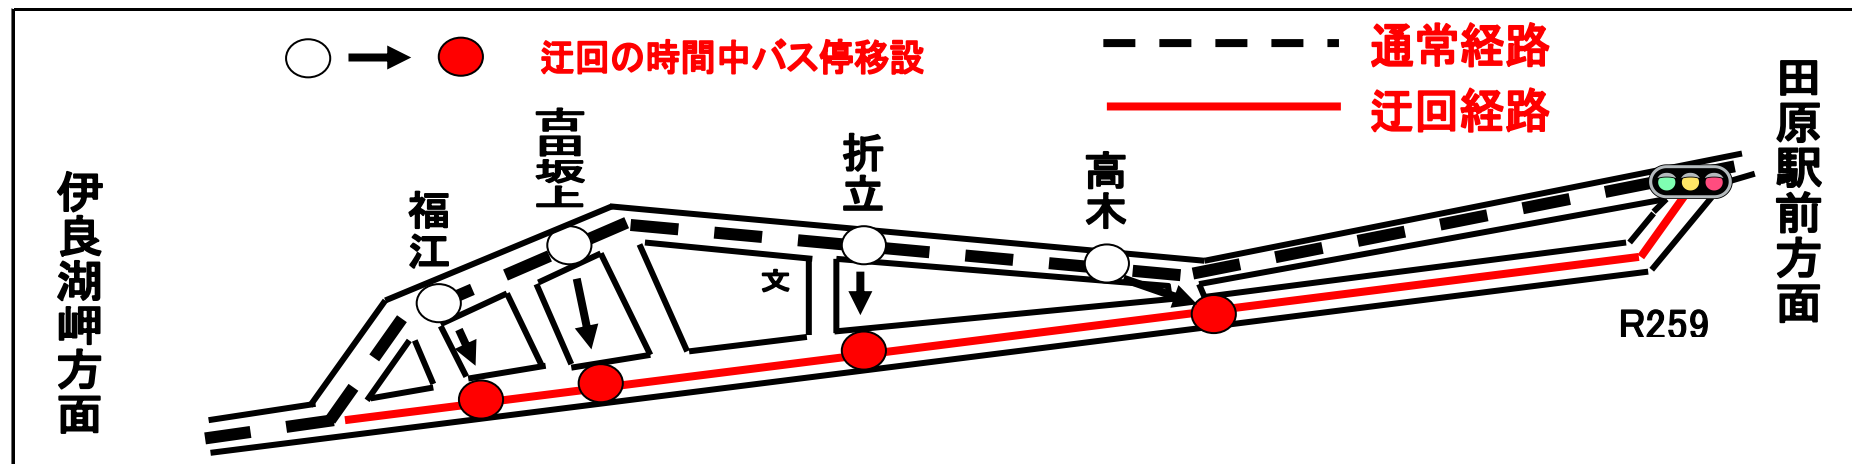 迂回の時間中バス停移設
通常経路
迂回経路
田原駅前方面
伊良湖岬方面
福江
古田坂上
折立
高木
文
R259